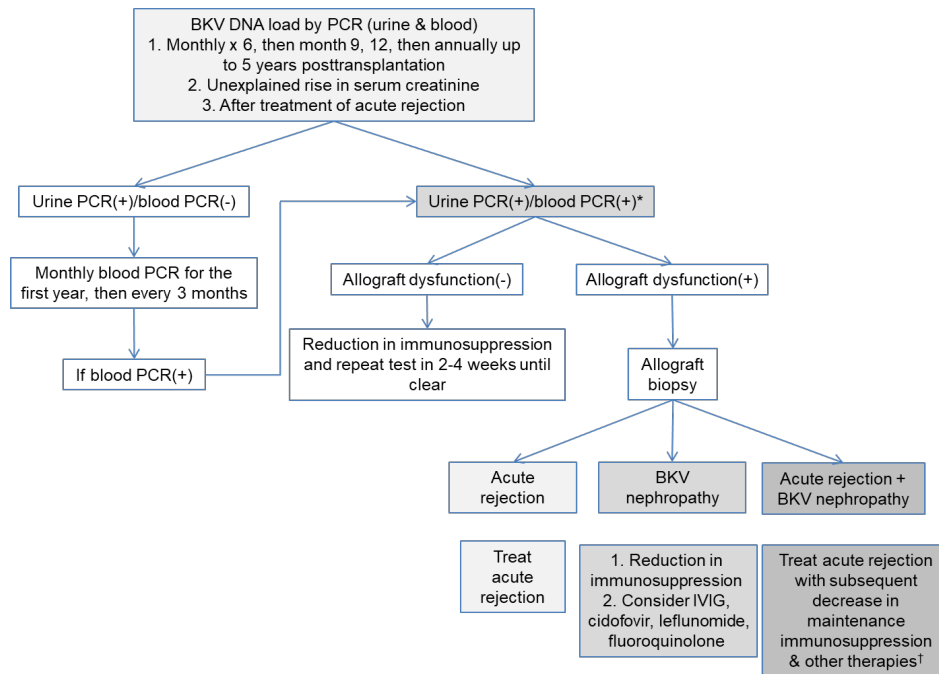 BKV DNA load by PCR (urine & blood)
1. Monthly x 6, then month 9, 12, then annually up
to 5 years posttransplantation
2. Unexplained rise in serum creatinine
3. After treatment of acute rejection
Urine PCR(+)/blood PCR(-)
Urine PCR(+)/blood PCR(+)*
Monthly blood PCR for the
first year, then every 3 months
If blood PCR(+)
Allograft dysfunction(-)
Allograft dysfunction(+)
Reduction in immunosuppression
and repeat test in 2-4 weeks until
clear
Allograft
biopsy
Acute
rejection
BKV
nephropathy
Acute rejection +
BKV nephropathy
Treat
acute
rejection
1. Reduction in
immunosuppression
2. Consider IVIG,
cidofovir, leflunomide,
fluoroquinolone
Treat acute rejection
with subsequent
decrease in
maintenance
immunosuppression
& other therapies†